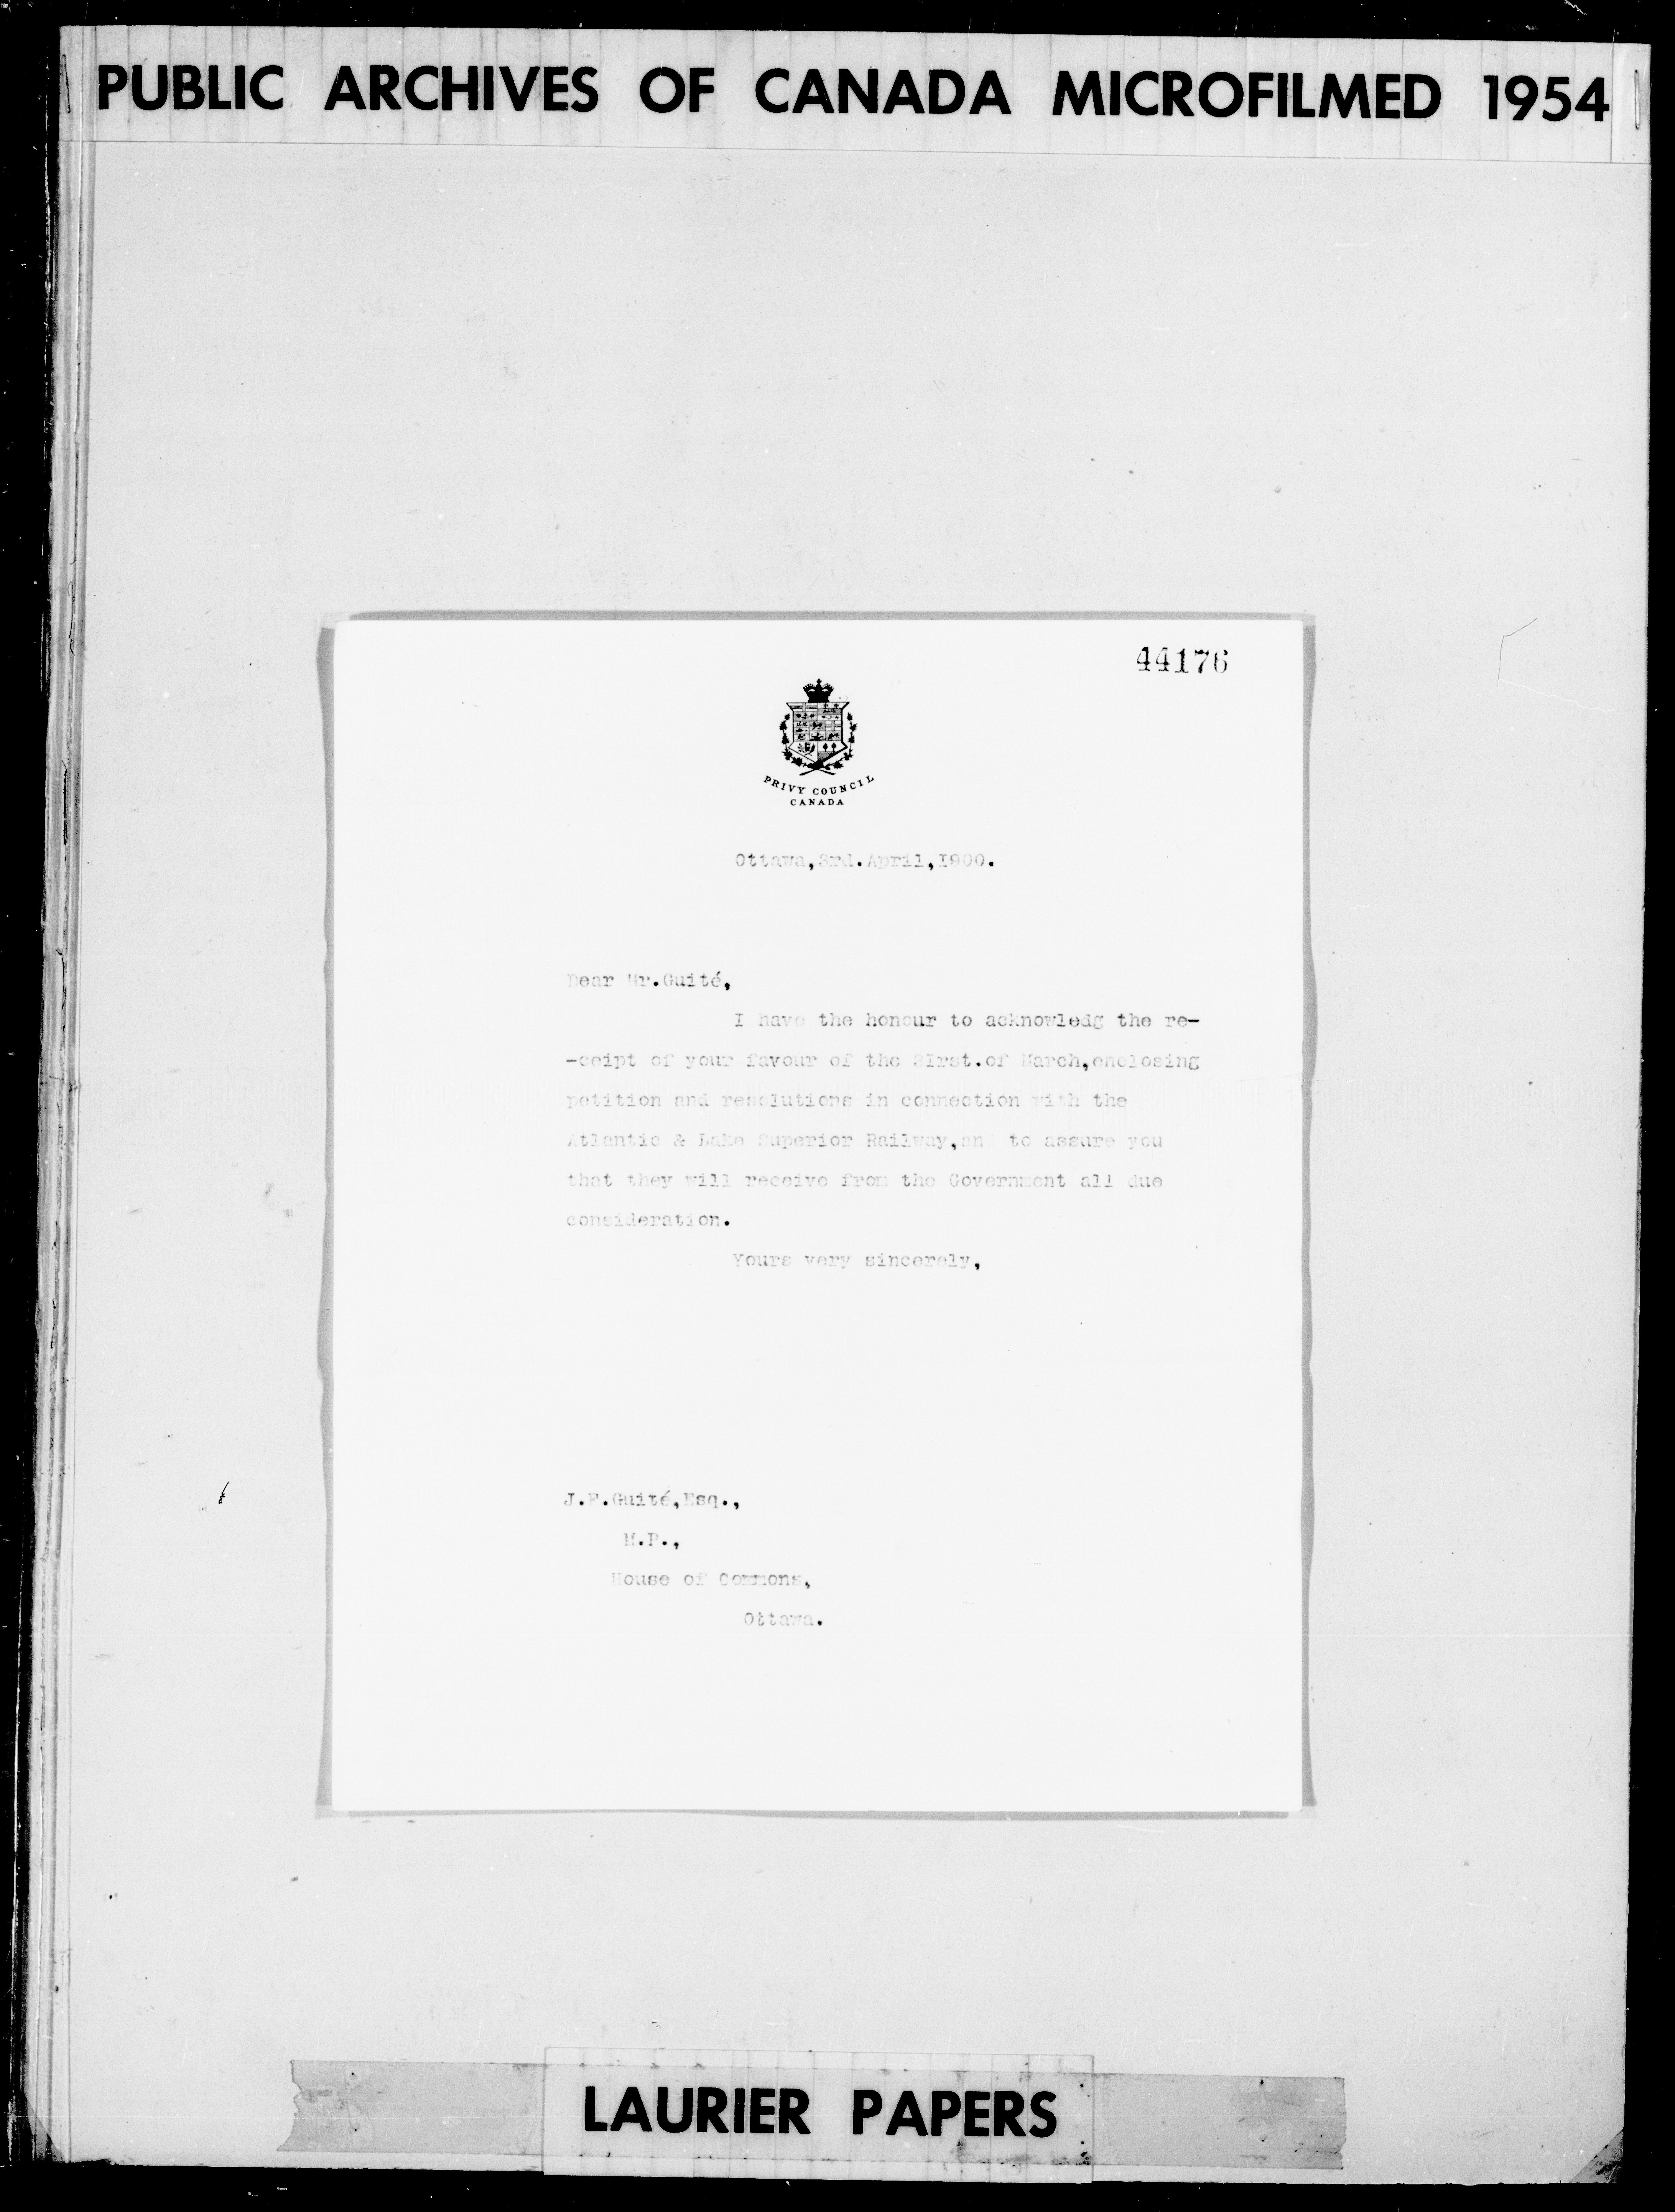 PUBLIC ARCHIVES OF CANADA MICROFILMED 1954
44176
PRIVY COUNCIL
CANADA
Ottawa,3rd.April,I900.
Dear Mr.Guité,
I have the honour to acknowledg the re-
-ceipt of your favour of the 3Irst.of March,enclosing
petition and resolutions in connection with the
Atlantic & Lake Superior Railway,and to assure you
that they will receive from the Government all due
consideration.
Yours very sincerely,
J.F.Guité,Esq.,
M.P.,
House of Commons,
Ottawa.
LAURIER PAPERS